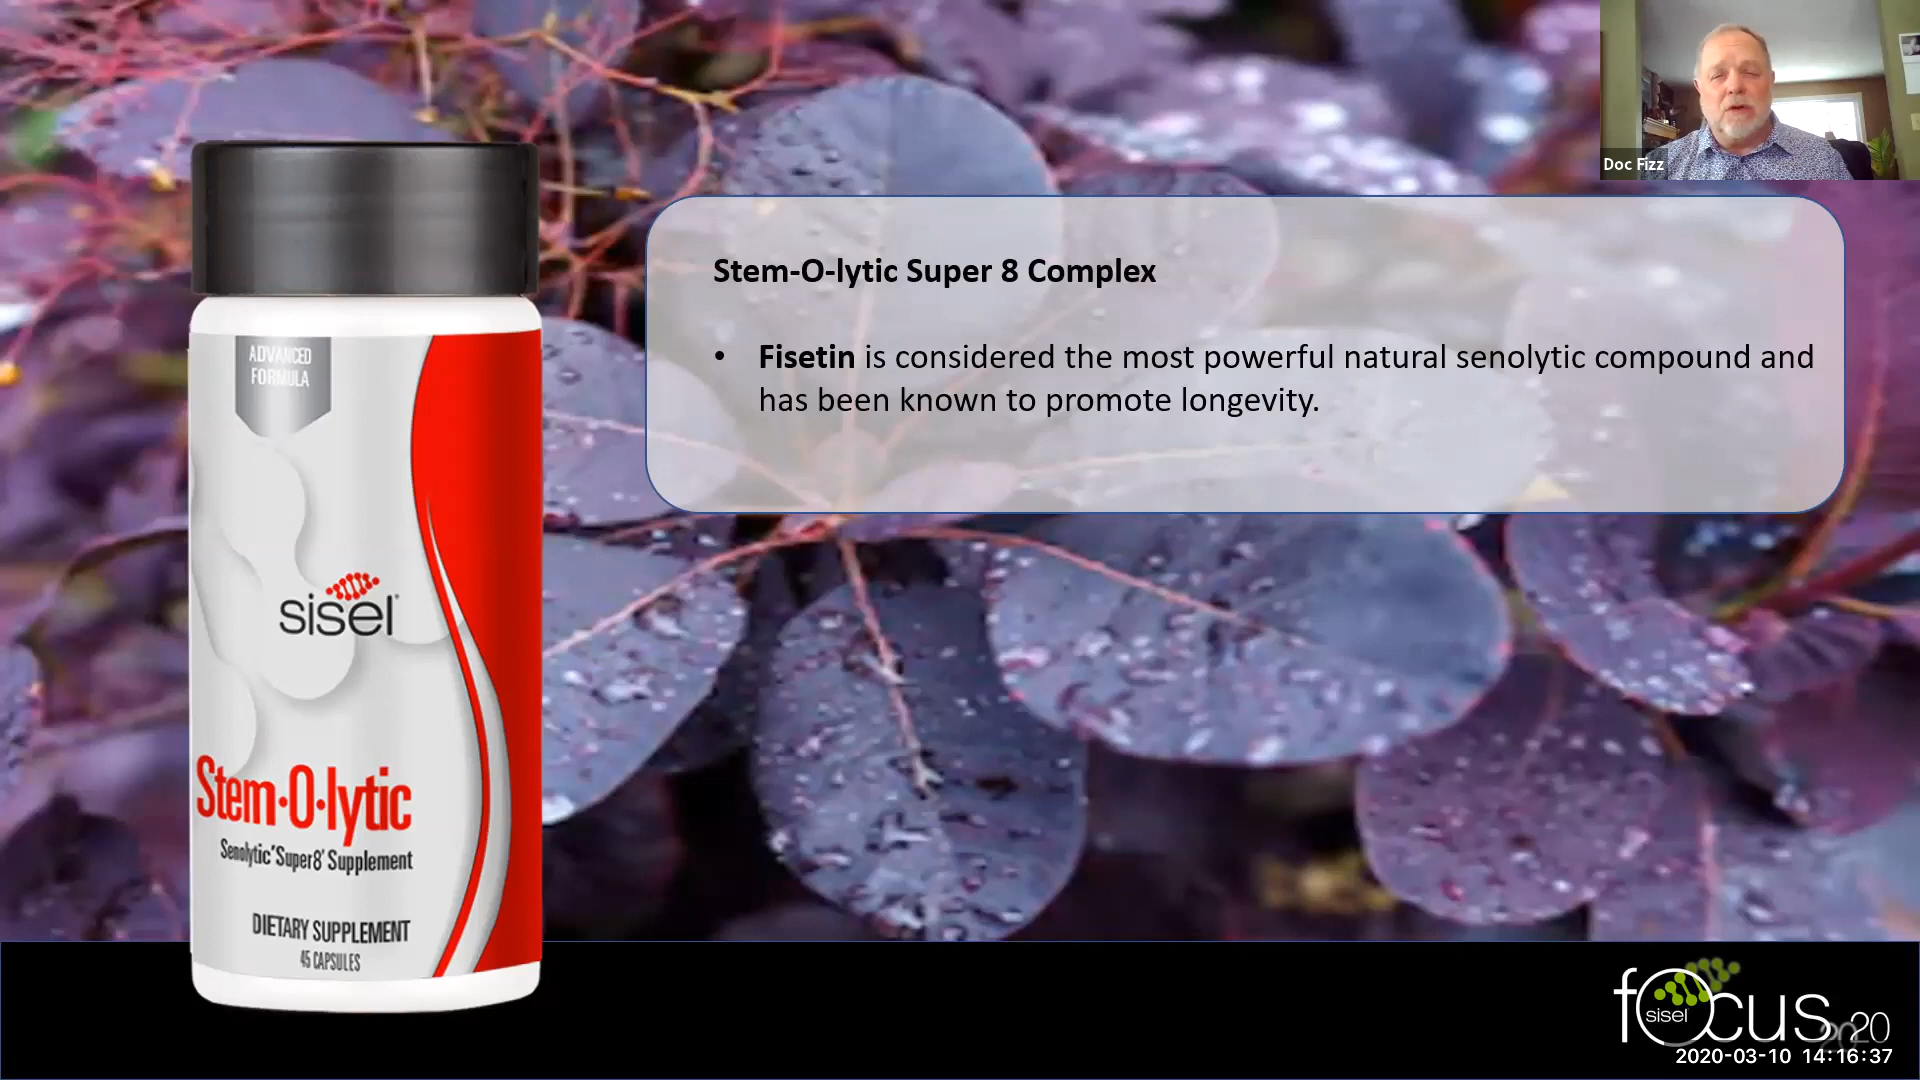 Doc Fizz
Stem-O-lytic Super 8 Complex
• Fisetin is considered the most powerful natural senolytic compound and
has been known to promote longevity.
ADVANCED
FORMULA
sisel
Stem·O·lytic
Senolytic "Super8" Supplement
DIETARY SUPPLEMENT
45 CAPSULES
focus
sisel
2020
2020-03-10 14:16:37